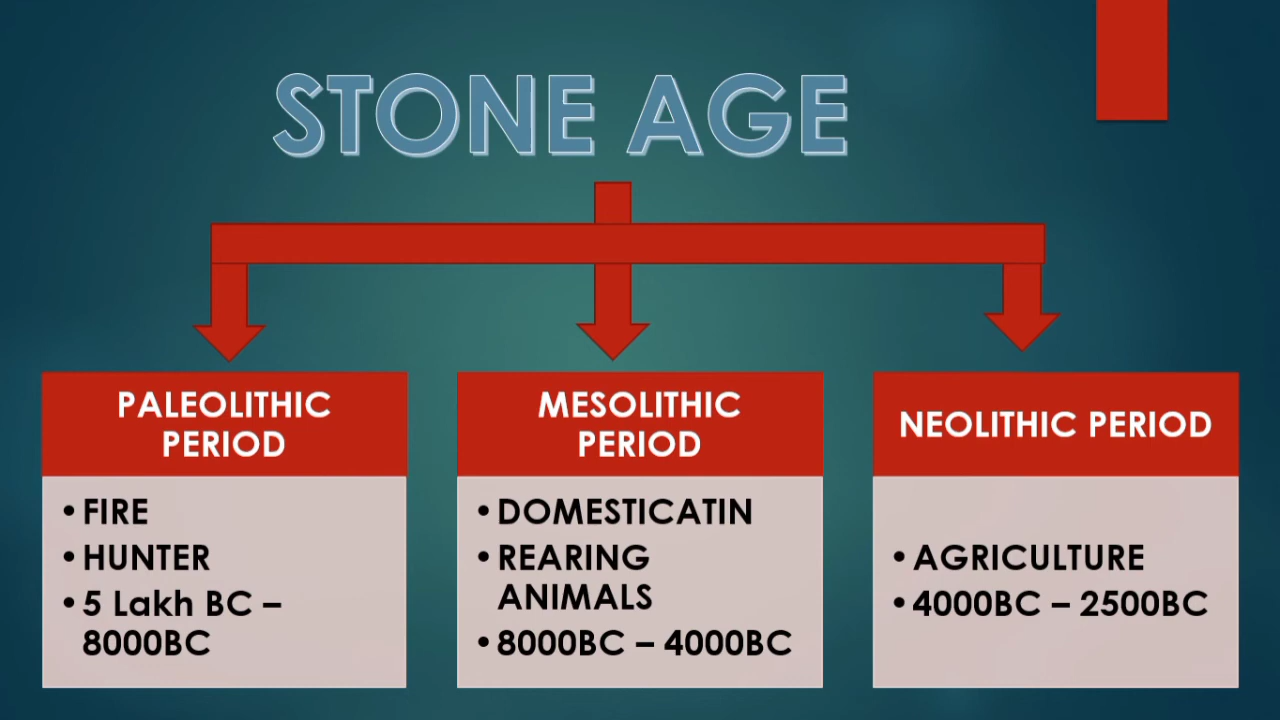 STONE AGE
PALEOLITHIC
PERIOD
• FIRE
• HUNTER
• 5 Lakh BC –
8000BC
MESOLITHIC
PERIOD
• DOMESTICATIN
• REARING
ANIMALS
• 8000BC – 4000BC
NEOLITHIC PERIOD
• AGRICULTURE
• 4000BC – 2500BC